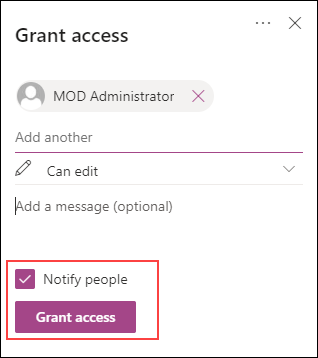 Grant access
MOD Administrator
Add another
Can edit
Add a message (optional)
Notify people
Grant access